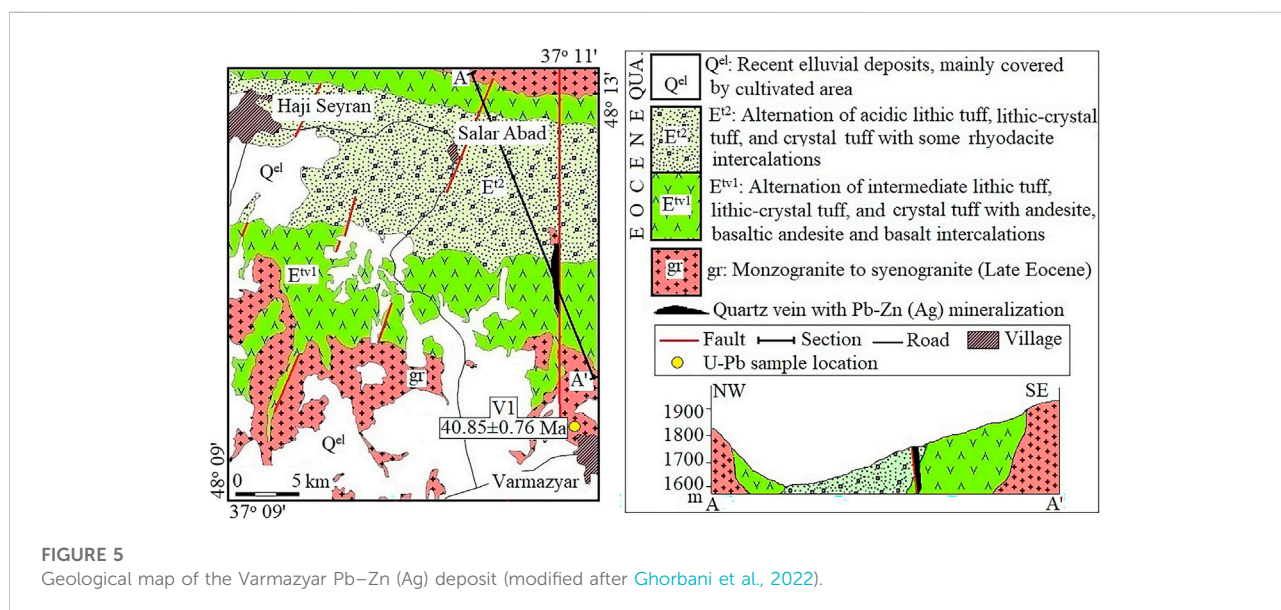 37º 11'
48º 13'
A
Haji Seyran
Salar Abad
Qel
Et2
Etv1
gr
A'
V1
40.85±0.76 Ma
Qel
Varmazyar
0 5 km
48º 09'
37º 09'
EOCENE QUA.
Qel
Qel: Recent elluvial deposits, mainly covered
by cultivated area
Et2
Et2: Alternation of acidic lithic tuff, lithic-crystal
tuff, and crystal tuff with some rhyodacite
intercalations
Etv1
Etv1: Alternation of intermediate lithic tuff,
lithic-crystal tuff, and crystal tuff with andesite,
basaltic andesite and basalt intercalations
gr
gr: Monzogranite to syenogranite (Late Eocene)
Quartz vein with Pb-Zn (Ag) mineralization
Fault Section Road Village
U-Pb sample location
NW SE
1900
1800
1700
1600
m
A A'
FIGURE 5
Geological map of the Varmazyar Pb–Zn (Ag) deposit (modified after Ghorbani et al., 2022).